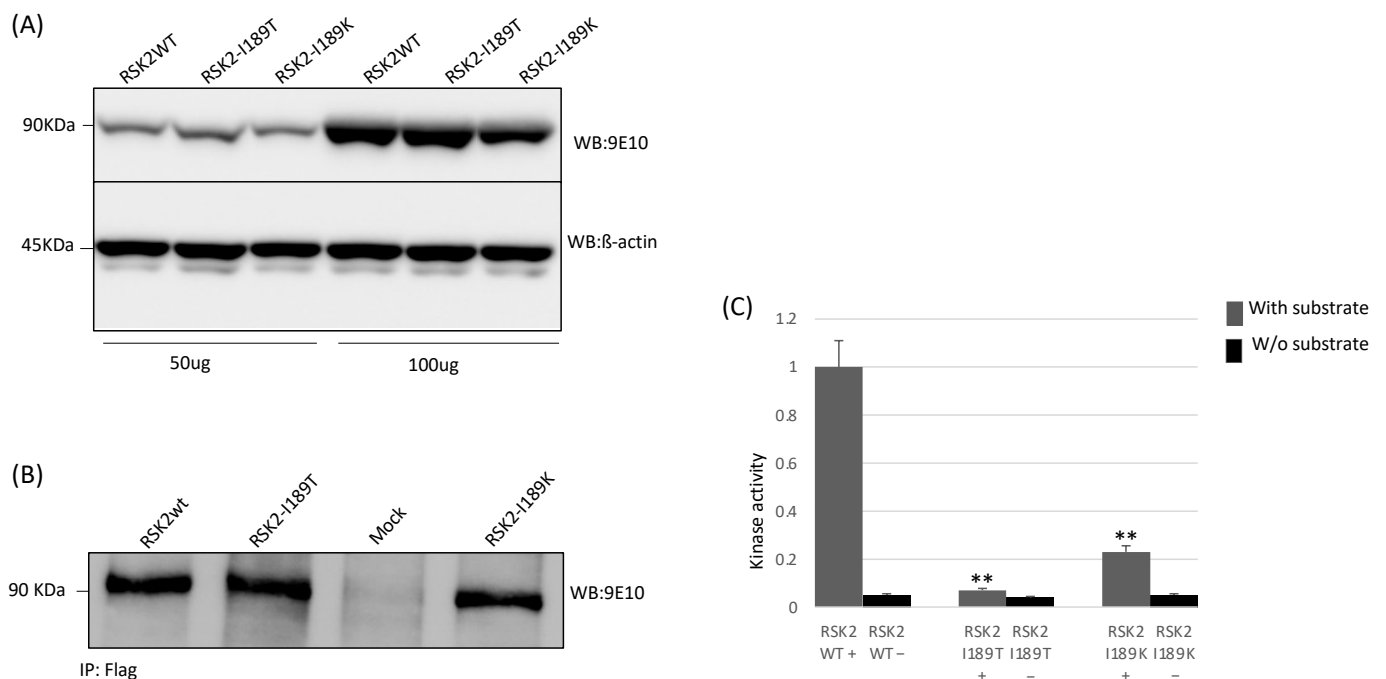 (A)
RSK2WT
RSK2-I189T
RSK2-I189K
RSK2WT
RSK2-I189T
RSK2-I189K
90KDa
WB:9E10
45KDa
WB:ß-actin
50ug
100ug
(B)
RSK2wt
RSK2-I189T
Mock
RSK2-I189K
90 KDa
WB:9E10
IP: Flag
(C)
With substrate
W/o substrate
Kinase activity
1.2
1
0.8
0.6
0.4
0.2
0
**
**
RSK2 RSK2 RSK2 RSK2 RSK2 RSK2
WT + WT – I189T I189T I189K I189K
+ – + –